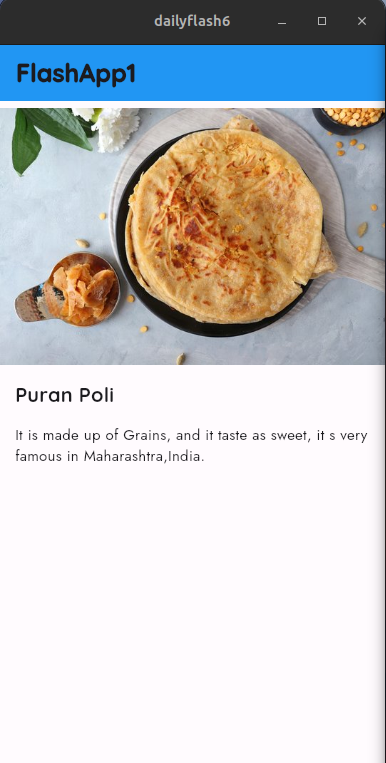 dailyflash6
FlashApp1
Puran Poli
It is made up of Grains, and it taste as sweet, it s very
famous in Maharashtra,India.